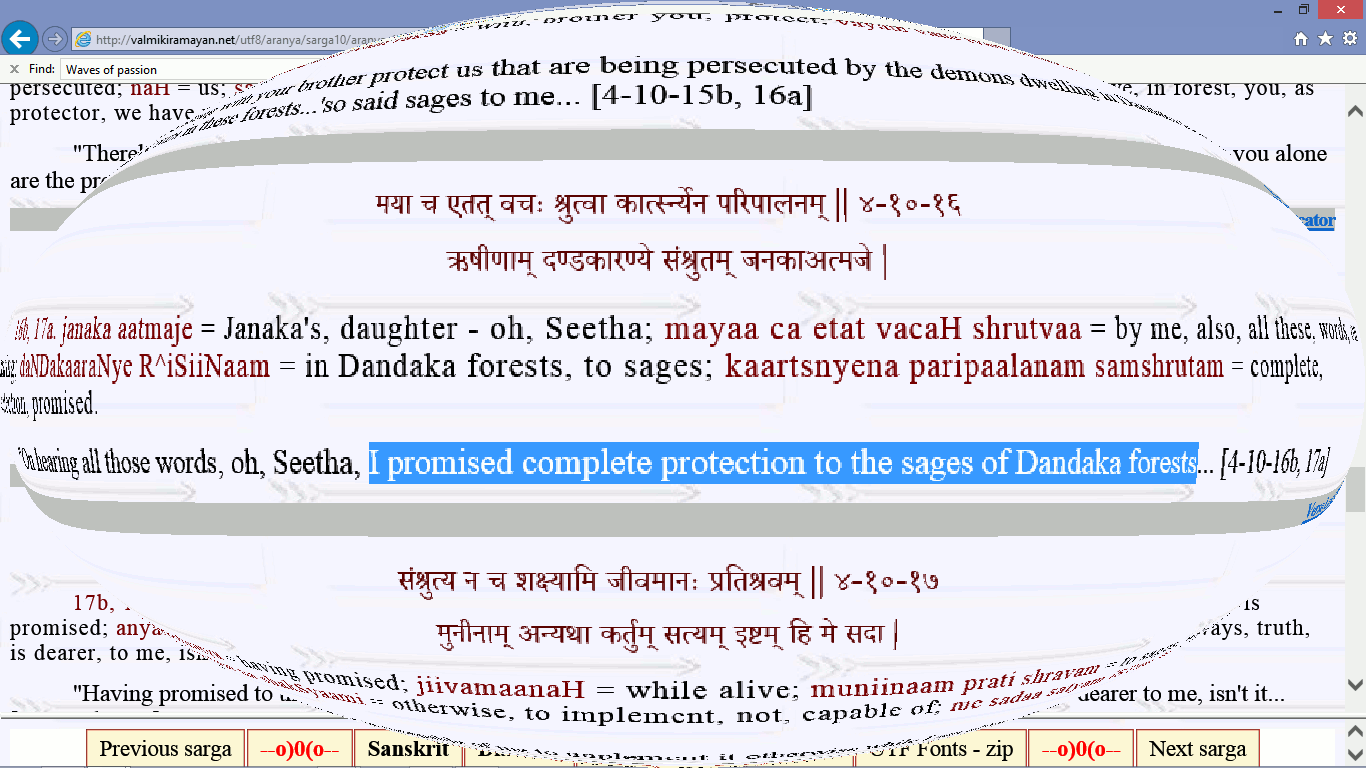 http://valmikiramayan.net/utf8/aranya/sarga10/
x Find: Waves of passion
brother you; protect;
with your brother protect us that are being persecuted by the demons dwelling in
persecuted; naH = us; in forest, you, as
in these forests...'so said sages to me... [4-10-15b, 16a]
protector, we have
you alone
are the
मया च एतत् वचः श्रुत्वा कार्त्स्न्येन परिपालनम् || ४-१०-१६
ऋषीणाम् दण्डकारण्ये संश्रुतम् जनकाअत्मजे |
16b, 17a. janaka aatmaje = Janaka's, daughter - oh, Seetha; mayaa ca etat vacaH shrutvaa = by me, also, all these, words,
daNDakaaraNye R^iSiiNaam = in Dandaka forests, to sages; kaartsnyena paripaalanam samshrutam = complete,
promised.
"On hearing all those words, oh, Seetha, I promised complete protection to the sages of Dandaka forests... [4-10-16b, 17a]
संश्रुत्य न च शक्ष्यामि जीवमानः प्रतिश्रवम् || ४-१०-१७
17b,
is
मुनीनाम् अन्यथा कर्तुम् सत्यम् इष्टम् हि मे सदा |
promised; truth,
is dearer, to me,
having promised; jiivamaanaH = while alive; muniinaam prati shravam = to
"Having promised to dearer to me, isn't it...
= otherwise, to implement, not, capable of; me sadaa
Previous sarga --o)0(o-- Sanskrit UTF Fonts - zip --o)0(o-- Next sarga